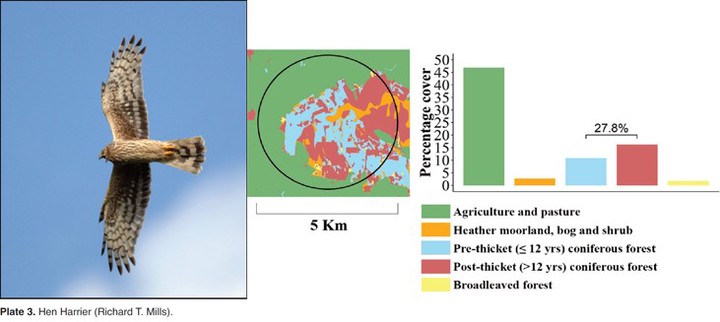 Plate 3. Hen Harrier (Richard T. Mills).
5 Km
Percentage cover
50
45
40
35
30
25
20
15
10
5
0
27.8%
Agriculture and pasture
Heather moorland, bog and shrub
Pre-thicket (≤ 12 yrs) coniferous forest
Post-thicket (>12 yrs) coniferous forest
Broadleaved forest